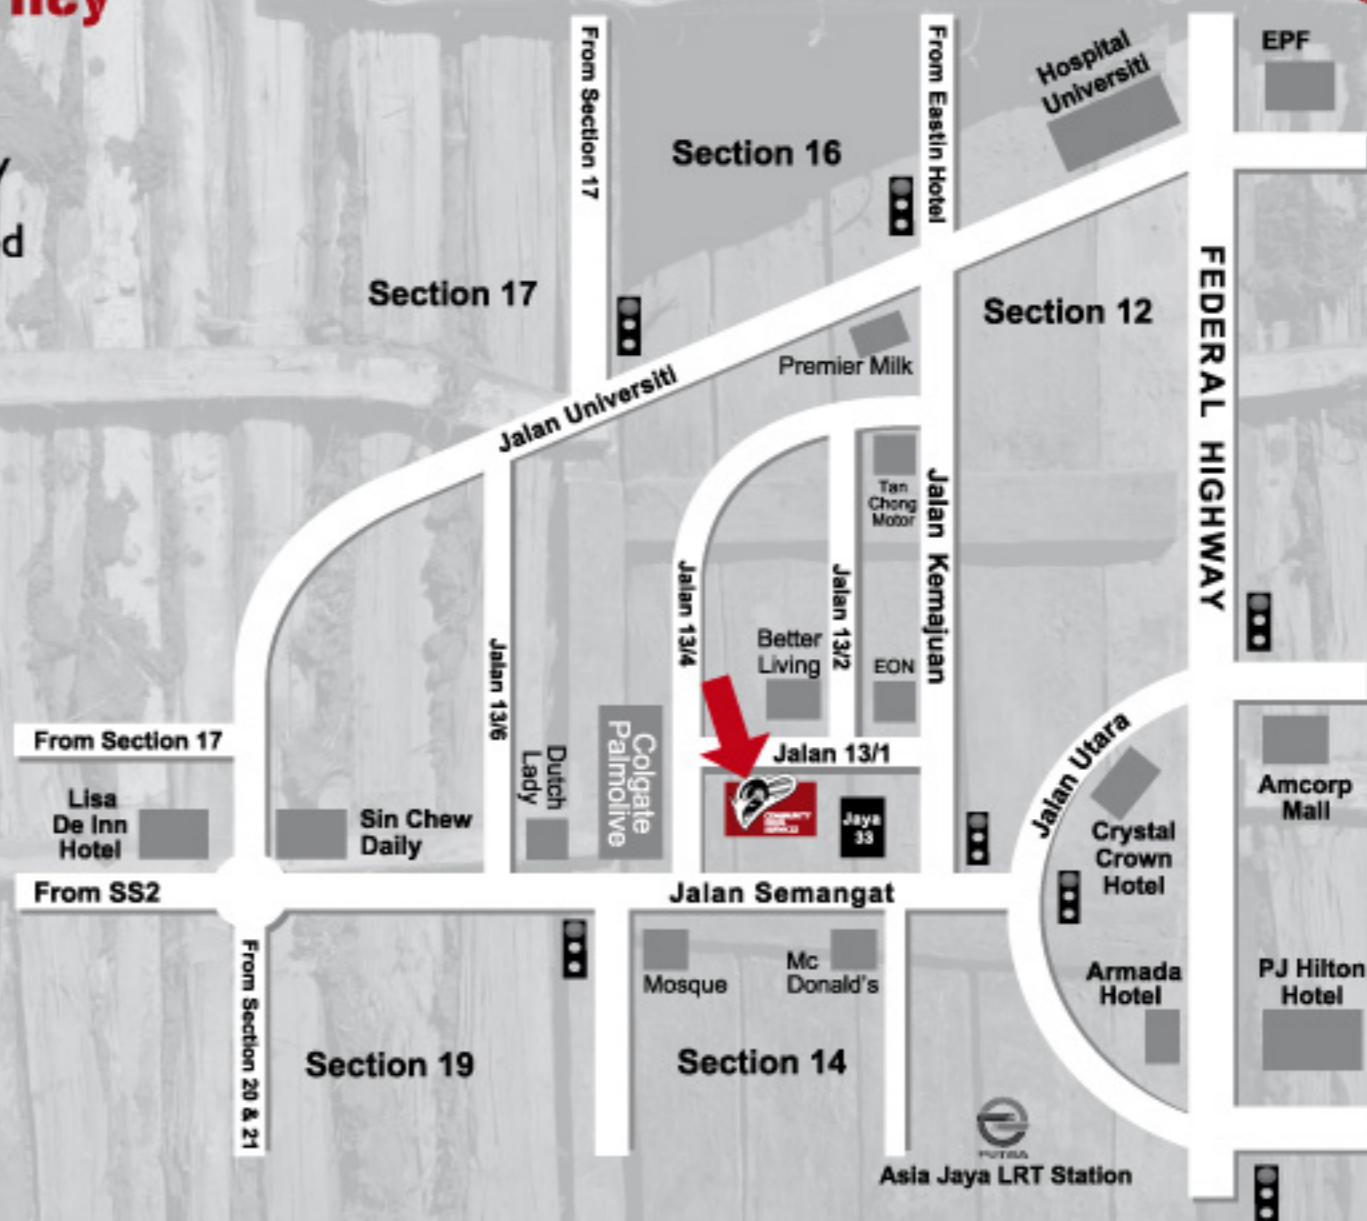 ney
y
d
From Section 17
From Eastin Hotel
Hospital
Universiti
EPF
Section 16
Section 17
Section 12
FEDERAL HIGHWAY
Premier Milk
Jalan Universiti
Tan
Chong
Motor
Jalan Kemajuan
Jalan 13/4
Jalan 13/2
Better
Living
EON
Jalan 13/6
From Section 17
Jalan 13/1
Jalan Utara
Colgate
Palmolive
Dutch
Lady
Amcorp
Mall
Lisa
De Inn
Hotel
Sin Chew
Daily
COMMUNITY
Jaya
33
Crystal
Crown
Hotel
From SS2
Jalan Semangat
From Section 20 & 21
Mosque
Mc
Donald's
Armada
Hotel
PJ Hilton
Hotel
Section 19
Section 14
PUTRA
Asia Jaya LRT Station